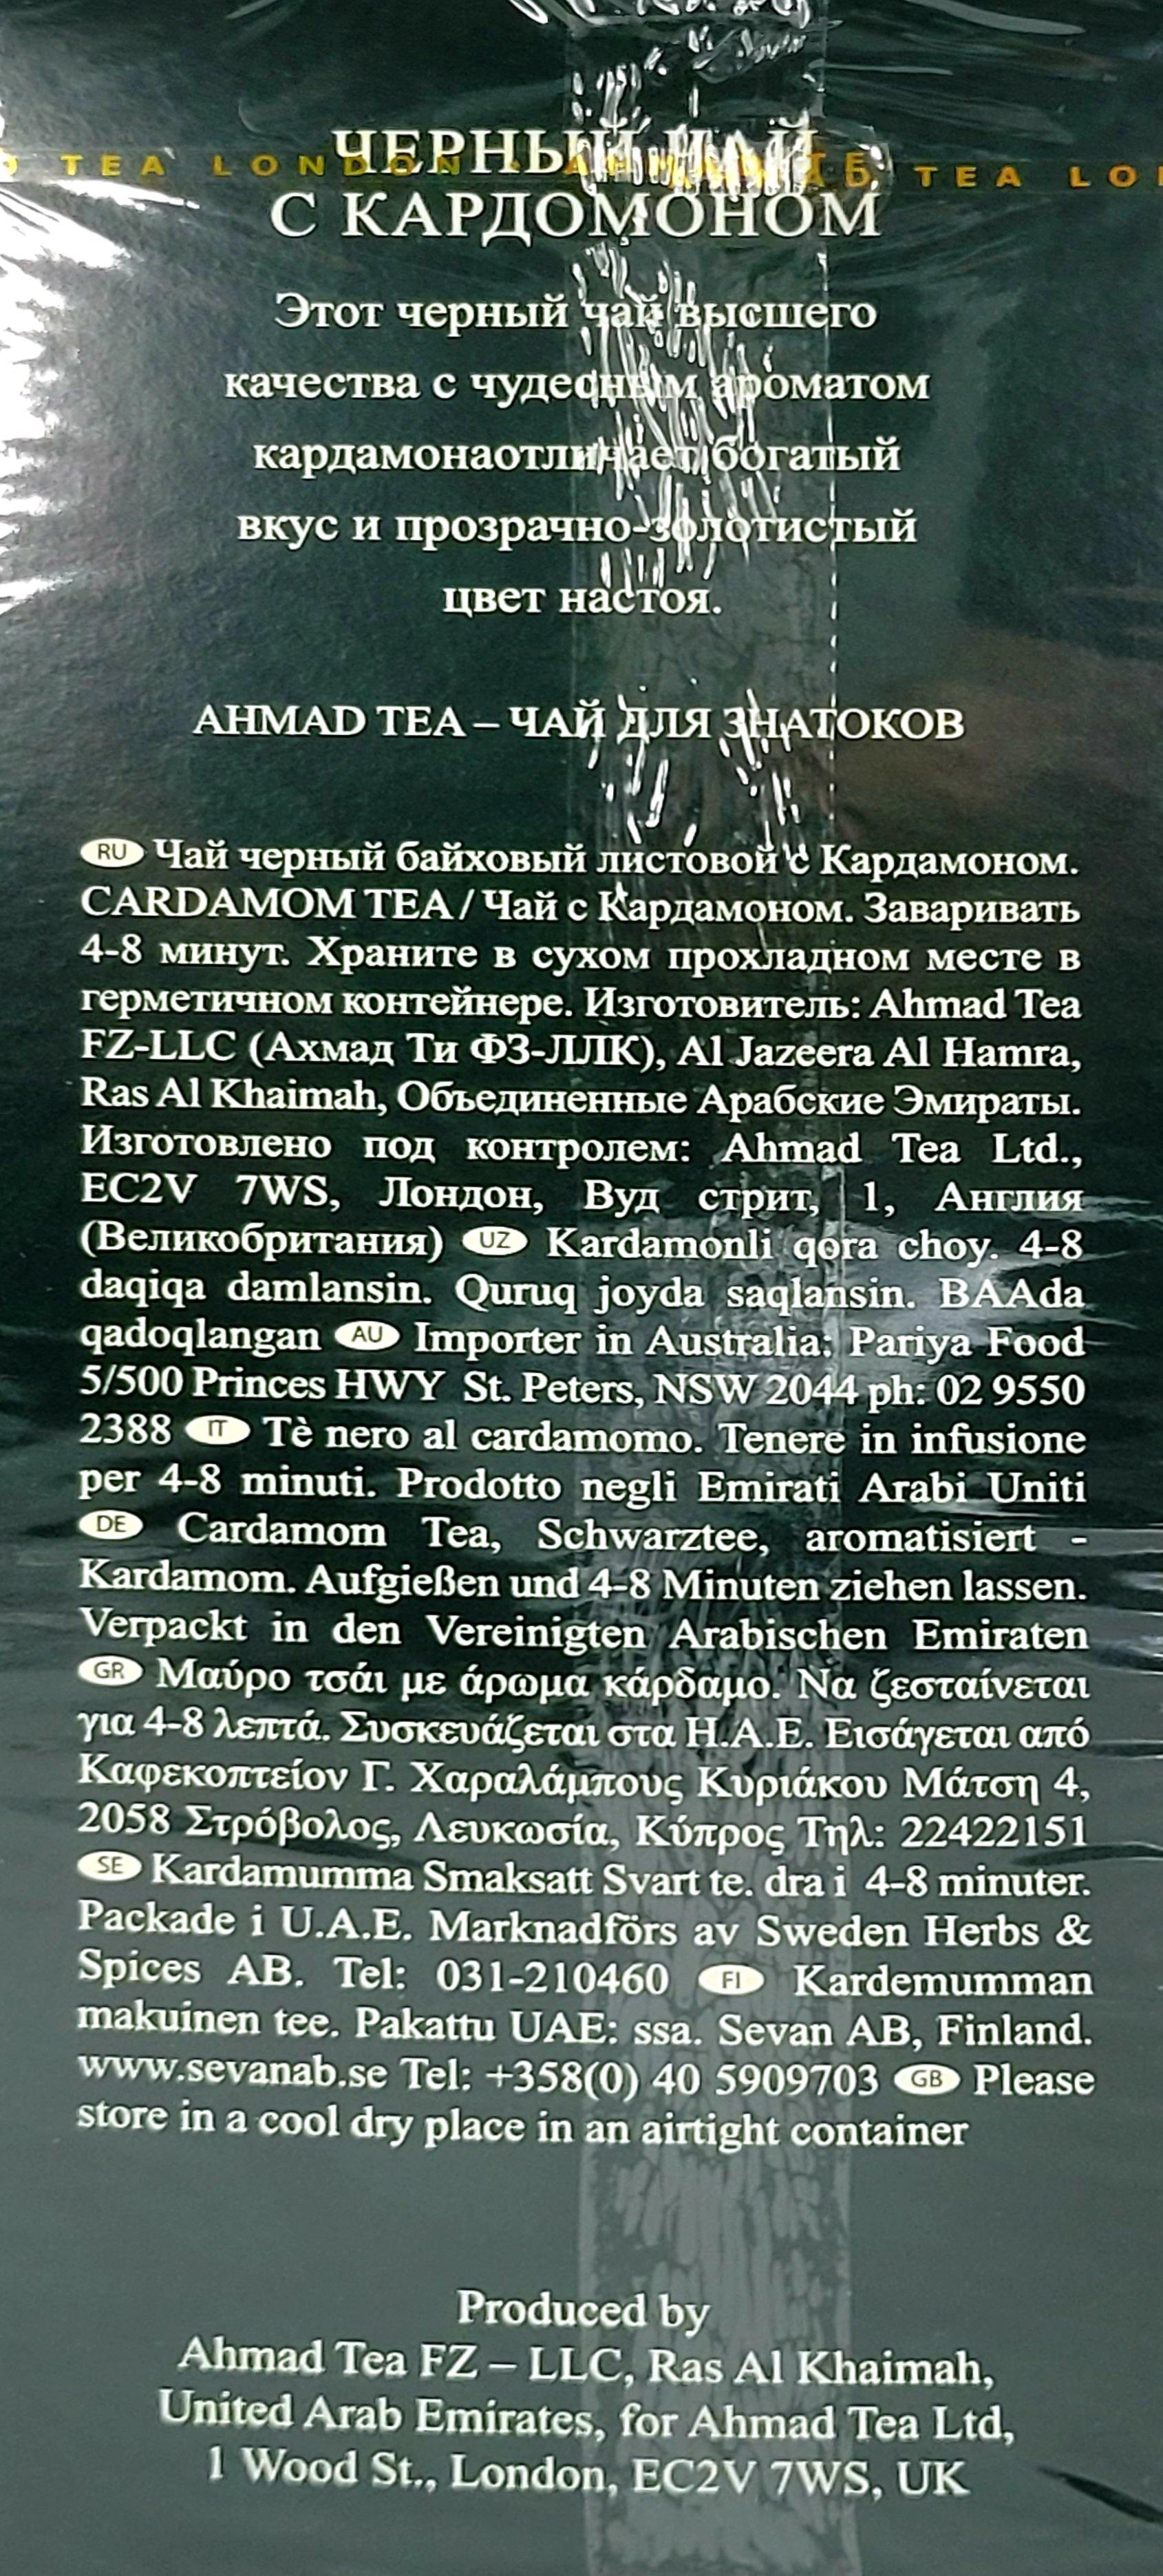 ЧЕРНЫЙ ЧАЙ
TEA LONDON · AHMAD TEA TEA LO
С КАРДОМОНОМ
Этот черный чай высшего
качества с чудесным ароматом
кардамонаотличает богатый
вкус и прозрачно-золотистый
цвет настоя.
AHMAD TEA – ЧАЙ ДЛЯ ЗНАТОКОВ
RU Чай черный байховый листовой с Кардамоном.
CARDAMOM TEA / Чай с Кардамоном. Заваривать
4-8 минут. Храните в сухом прохладном месте в
герметичном контейнере. Изготовитель: Ahmad Tea
FZ-LLC (Ахмад Ти ФЗ-ЛЛК), Al Jazeera Al Hamra,
Ras Al Khaimah, Объединенные Арабские Эмираты.
Изготовлено под контролем: Ahmad Tea Ltd.,
EC2V 7WS, Лондон, Вуд стрит, 1, Англия
(Великобритания) UZ Kardamonli qora choy. 4-8
daqiqa damlansin. Quruq joyda saqlansin. BAAda
qadoqlangan AU Importer in Australia: Pariya Food
5/500 Princes HWY St. Peters, NSW 2044 ph: 02 9550
2388 IT Tè nero al cardamomo. Tenere in infusione
per 4-8 minuti. Prodotto negli Emirati Arabi Uniti
DE Cardamom Tea, Schwarztee, aromatisiert -
Kardamom. Aufgießen und 4-8 Minuten ziehen lassen.
Verpackt in den Vereinigten Arabischen Emiraten
GR Μαύρο τσάι με άρωμα κάρδαμο. Να ζεσταίνεται
για 4-8 λεπτά. Συσκευάζεται στα Η.Α.Ε. Εισάγεται από
Καφεκοπτείον Γ. Χαραλάμπους Κυριάκου Μάτση 4,
2058 Στρόβολος, Λευκωσία, Κύπρος Τηλ: 22422151
SE Kardamumma Smaksatt Svart te. dra i 4-8 minuter.
Packade i U.A.E. Marknadförs av Sweden Herbs &
Spices AB. Tel: 031-210460 FI Kardemumman
makuinen tee. Pakattu UAE: ssa. Sevan AB, Finland.
www.sevanab.se Tel: +358(0) 40 5909703 GB Please
store in a cool dry place in an airtight container
Produced by
Ahmad Tea FZ – LLC, Ras Al Khaimah,
United Arab Emirates, for Ahmad Tea Ltd,
1 Wood St., London, EC2V 7WS, UK